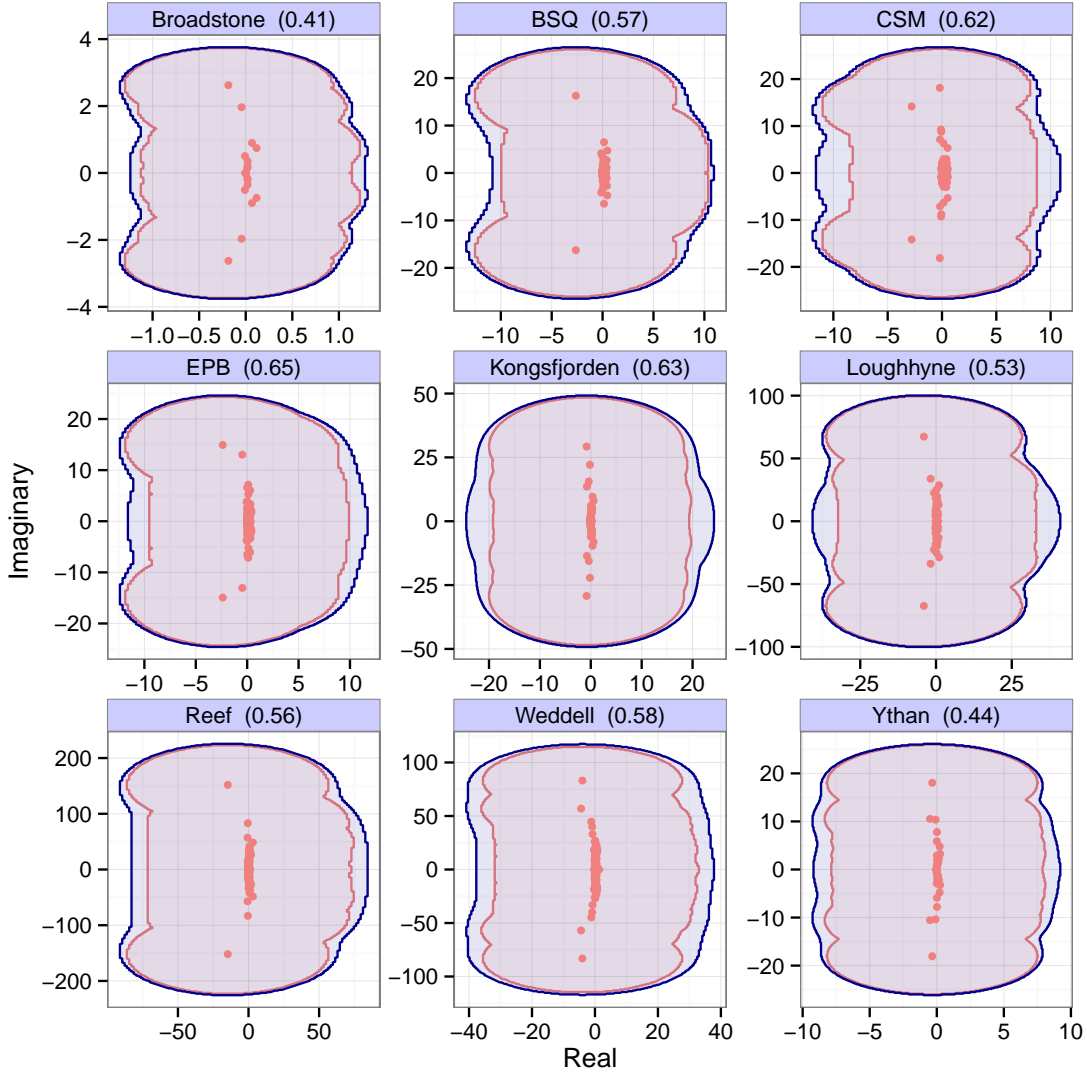 Broadstone (0.41)
BSQ (0.57)
CSM (0.62)
4
2
0
−2
−4
20
10
0
−10
−20
20
10
0
−10
−20
−1.0 −0.5 0.0 0.5 1.0
−10 −5 0 5 10
−10 −5 0 5 10
EPB (0.65)
Kongsfjorden (0.63)
Loughhyne (0.53)
20
10
0
−10
−20
50
25
0
−25
−50
100
50
0
−50
−100
−10 −5 0 5 10
−20 −10 0 10 20
−25 0 25
Reef (0.56)
Weddell (0.58)
Ythan (0.44)
200
100
0
−100
−200
100
50
0
−50
−100
20
10
0
−10
−20
−50 0 50
−40 −20 0 20 40
−10 −5 0 5 10
Imaginary
Real